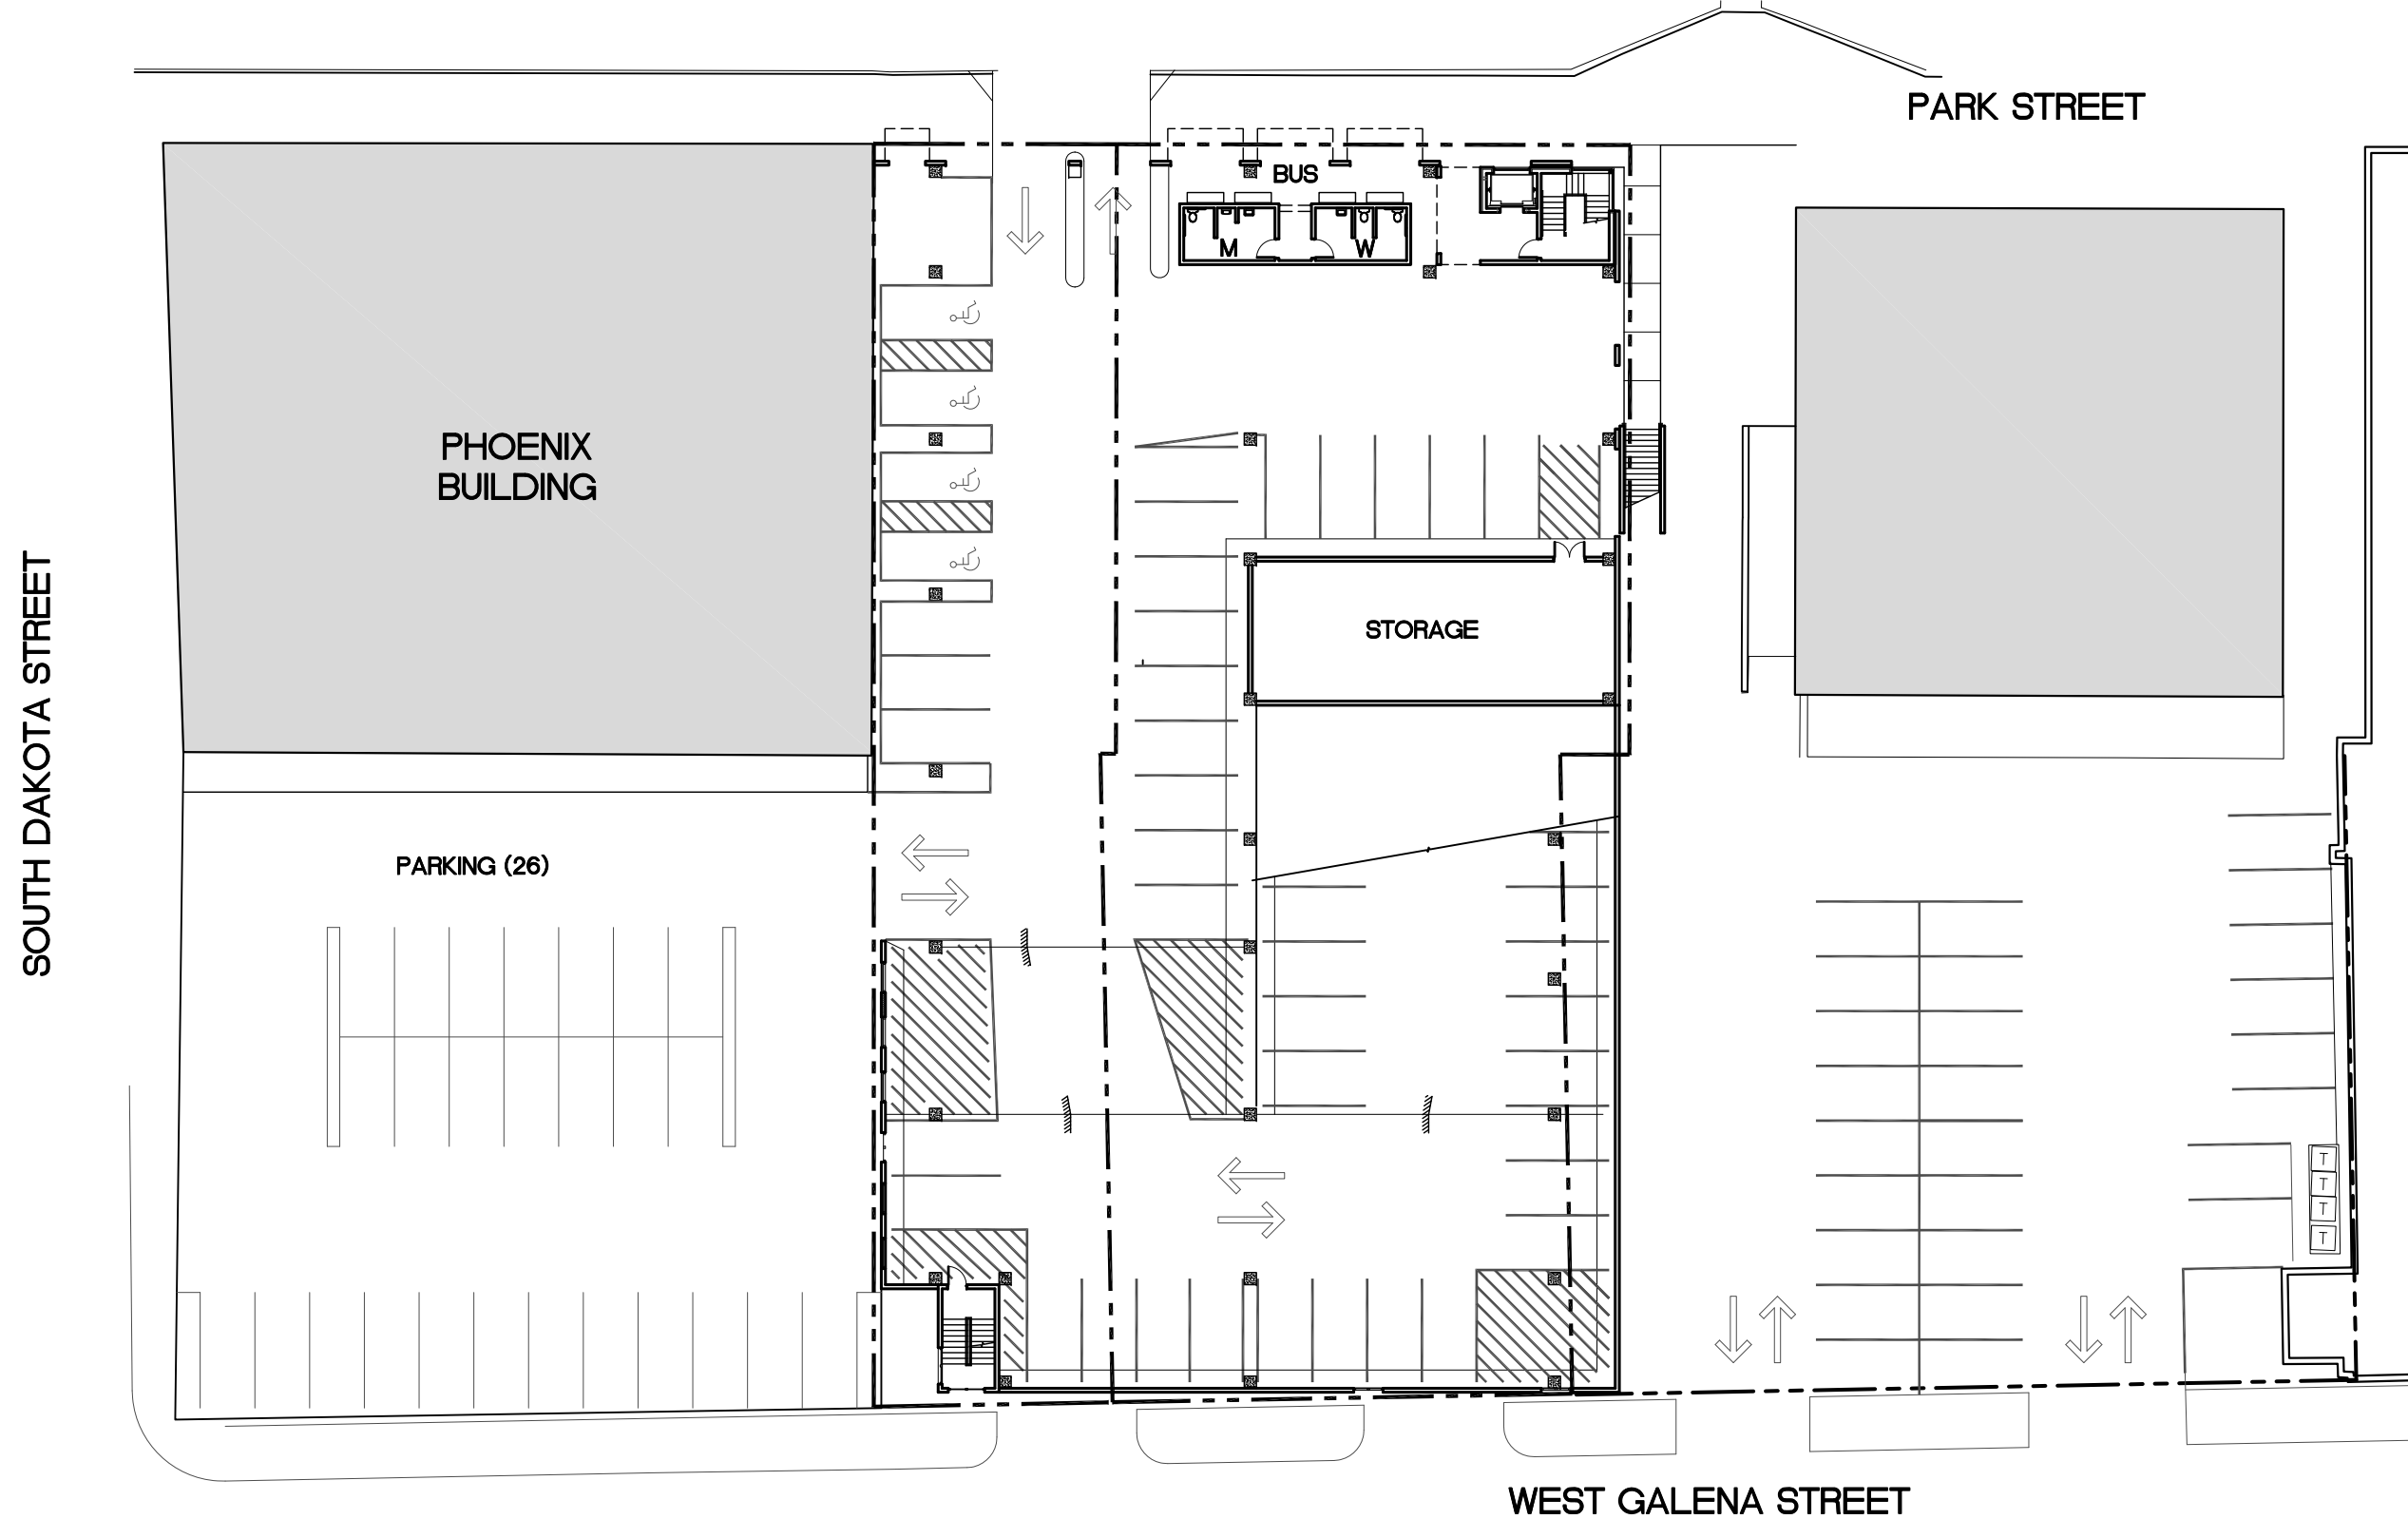 PARK STREET
BUS
M
W
PHOENIX
BUILDING
STORAGE
SOUTH DAKOTA STREET
PARKING (26)
T
T
T
T
WEST GALENA STREET